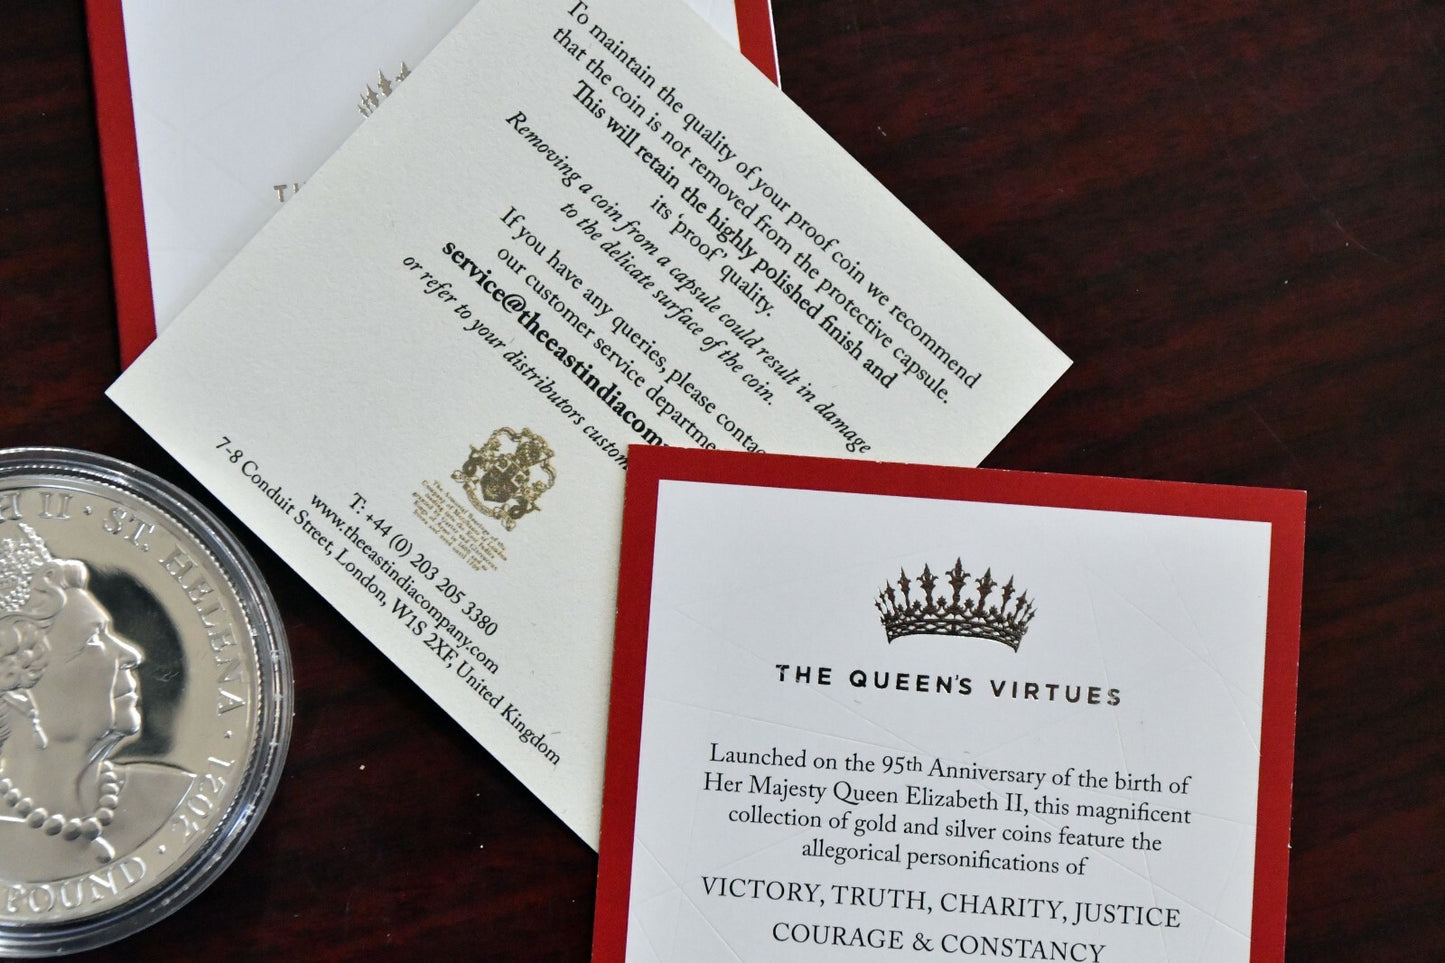 To maintain the quality of your proof coin we recommend
that the coin is not removed from the protective capsule.
This will retain the highly polished finish and
its 'proof' quality.
Removing a coin from a capsule could result in damage
to the delicate surface of the coin.
If you have any queries, please contac
our customer service departme
service@theeastindiacom
or refer to your distributors custom
T: +44 (0) 203 205 3380
www.theeastindiacompany.com
7-8 Conduit Street, London, W1S 2XF, United Kingdom
H II · ST. HELENA · 2021 ·
POUND
THE QUEEN'S VIRTUES
Launched on the 95th Anniversary of the birth of
Her Majesty Queen Elizabeth II, this magnificent
collection of gold and silver coins feature the
allegorical personifications of
VICTORY, TRUTH, CHARITY, JUSTICE
COURAGE & CONSTANCY